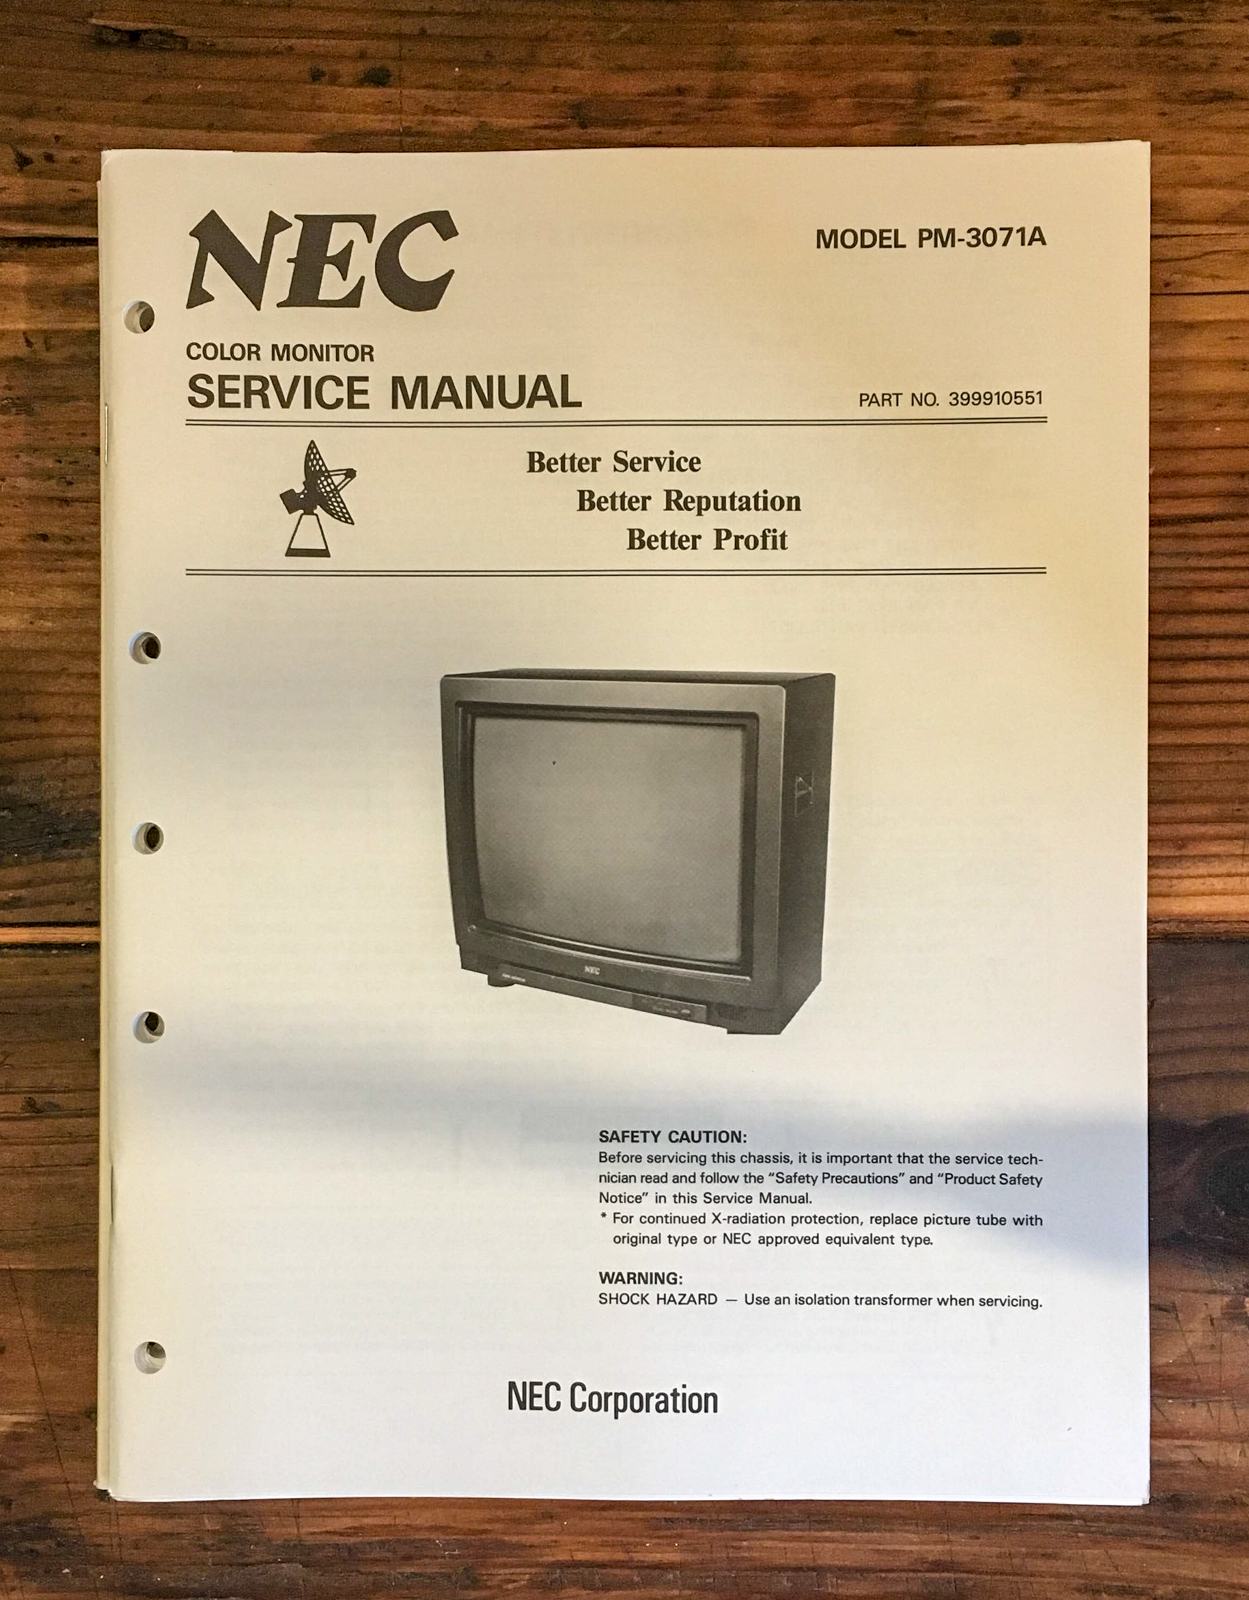 NEC
MODEL PM-3071A
COLOR MONITOR
SERVICE MANUAL
PART NO. 399910551
Better Service
Better Reputation
Better Profit
NEC
SAFETY CAUTION:
Before servicing this chassis, it is important that the service tech-
nician read and follow the “Safety Precautions” and “Product Safety
Notice” in this Service Manual.
* For continued X-radiation protection, replace picture tube with
original type or NEC approved equivalent type.
WARNING:
SHOCK HAZARD — Use an isolation transformer when servicing.
NEC Corporation